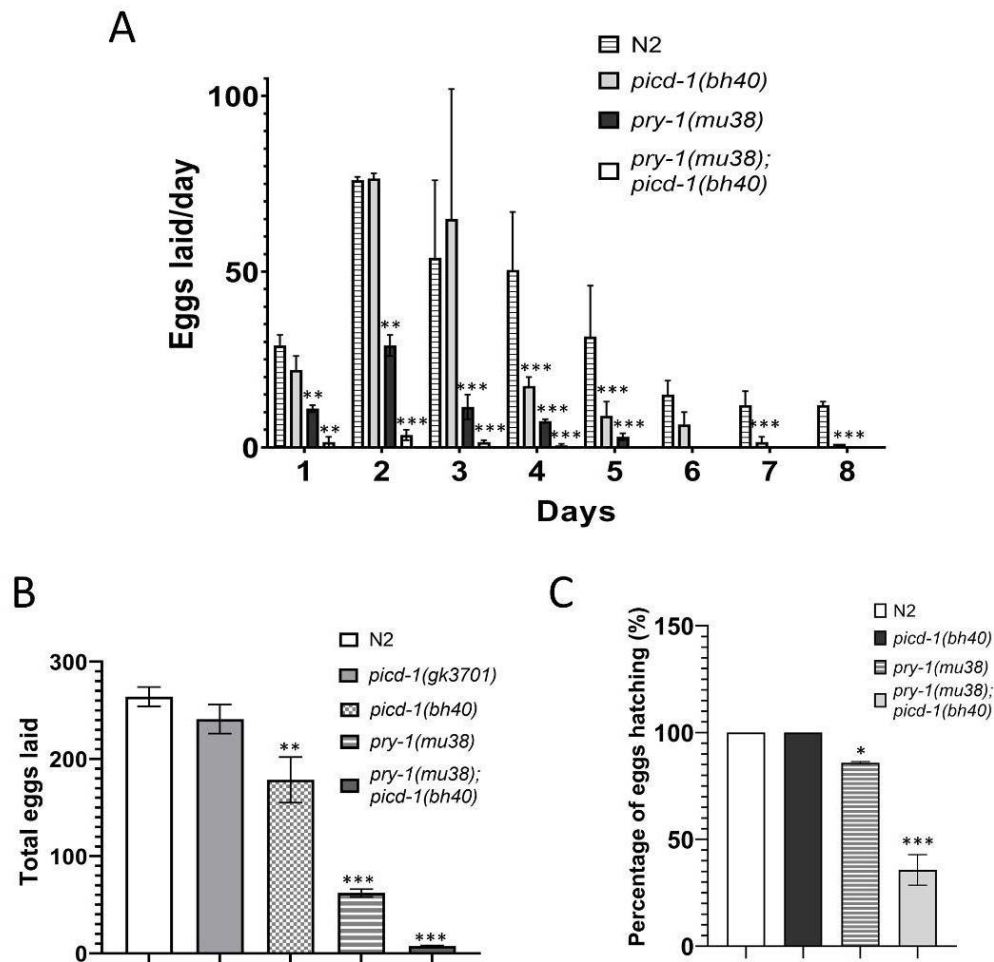 A
N2
picd-1(bh40)
pry-1(mu38)
pry-1(mu38);
picd-1(bh40)
Eggs laid/day
100
50
0
**
**
**
***
***
***
***
***
***
***
***
***
***
1 2 3 4 5 6 7 8
Days
B
N2
picd-1(gk3701)
picd-1(bh40)
pry-1(mu38)
pry-1(mu38);
picd-1(bh40)
Total eggs laid
300
200
100
0
**
***
***
C
N2
picd-1(bh40)
pry-1(mu38)
pry-1(mu38);
picd-1(bh40)
Percentage of eggs hatching (%)
150
100
50
0
*
***